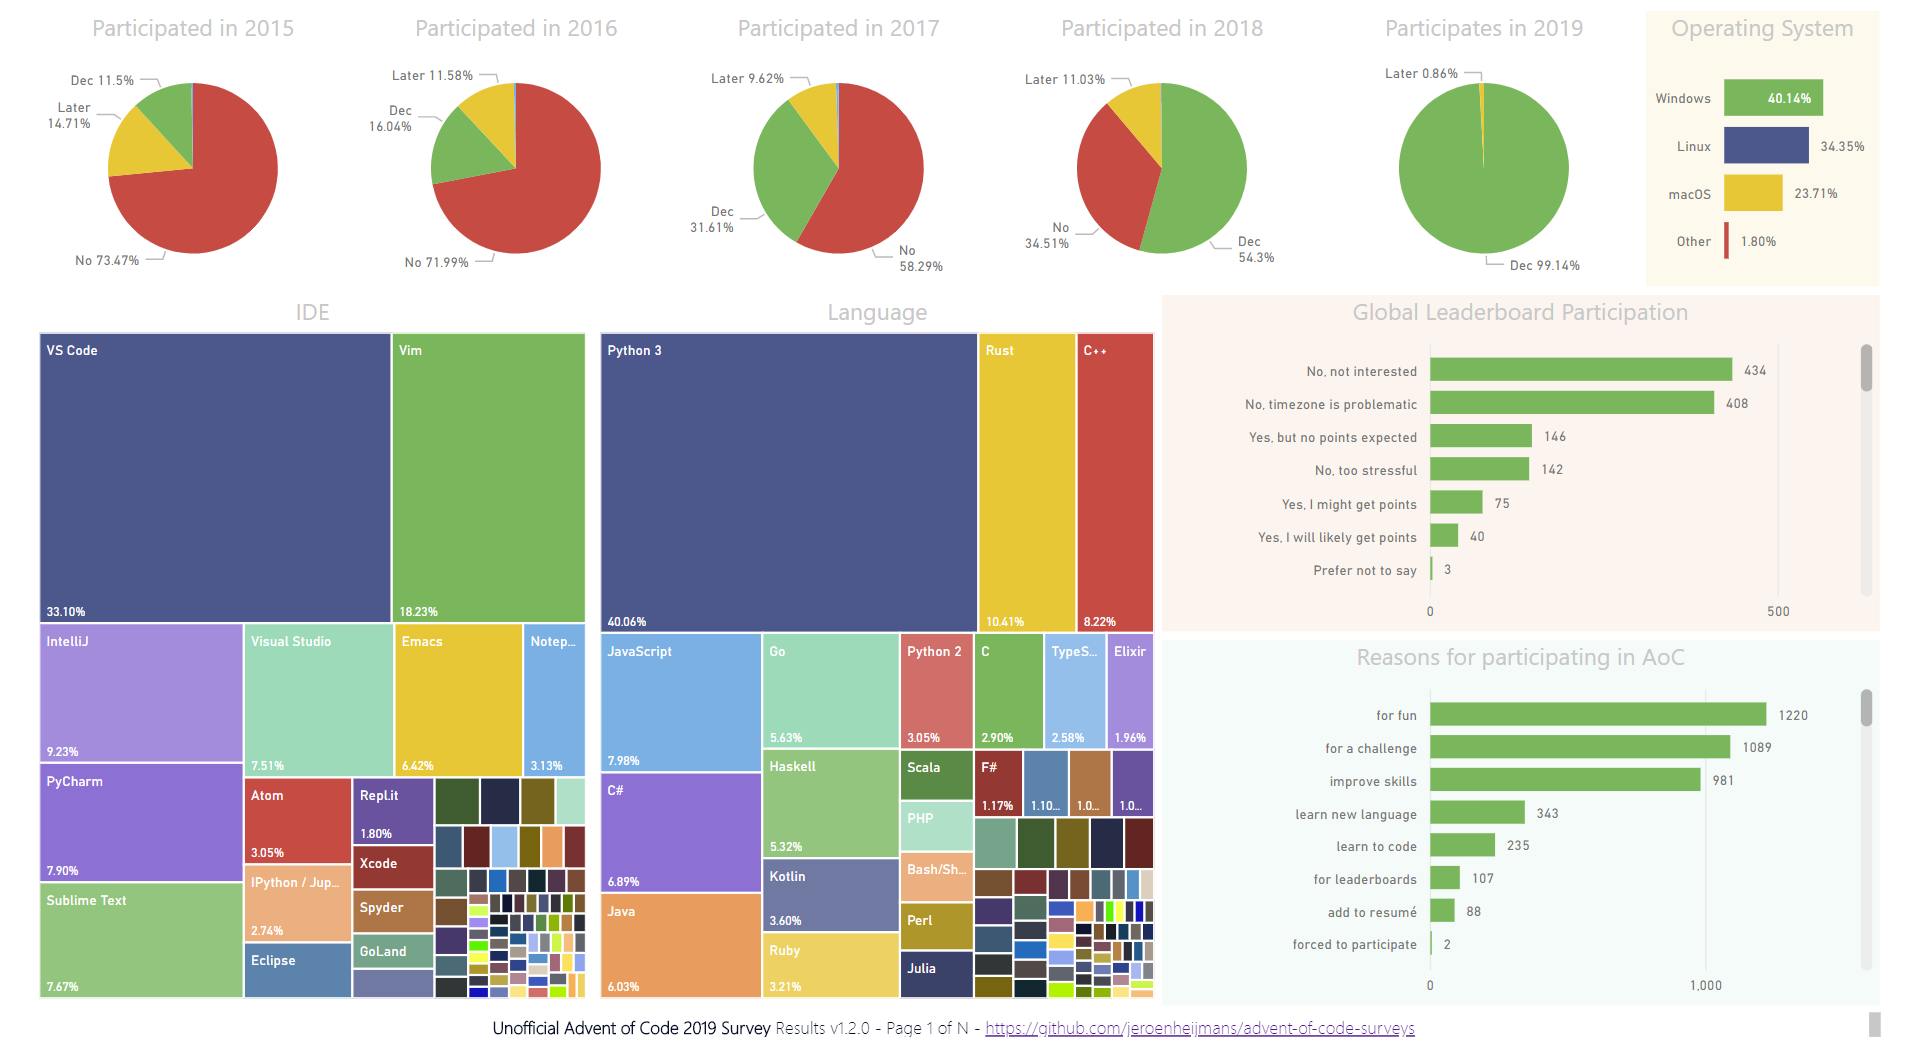 Participated in 2015
Dec 11.5%
Later
14.71%
No 73.47%
Participated in 2016
Later 11.58%
Dec
16.04%
No 71.99%
Participated in 2017
Later 9.62%
Dec
31.61%
No
58.29%
Participated in 2018
Later 11.03%
No
34.51%
Dec
54.3%
Participates in 2019
Later 0.86%
Dec 99.14%
Operating System
Windows 40.14%
Linux 34.35%
macOS 23.71%
Other 1.80%
IDE
VS Code
33.10%
Vim
18.23%
IntelliJ
9.23%
Visual Studio
7.51%
Emacs
6.42%
Notep...
3.13%
PyCharm
7.90%
Sublime Text
7.67%
Atom
3.05%
IPython / Jup...
2.74%
Eclipse
Repl.it
1.80%
Xcode
Spyder
GoLand
Language
Python 3
40.06%
Rust
10.41%
C++
8.22%
JavaScript
7.98%
C#
6.89%
Java
6.03%
Go
5.63%
Haskell
5.32%
Kotlin
3.60%
Ruby
3.21%
Python 2
3.05%
C
2.90%
TypeS...
2.58%
Elixir
1.96%
Scala
PHP
Bash/Sh...
Perl
Julia
F#
1.17%
1.10...
1.0...
1.0...
Global Leaderboard Participation
No, not interested 434
No, timezone is problematic 408
Yes, but no points expected 146
No, too stressful 142
Yes, I might get points 75
Yes, I will likely get points 40
Prefer not to say 3
0 500
Reasons for participating in AoC
for fun 1220
for a challenge 1089
improve skills 981
learn new language 343
learn to code 235
for leaderboards 107
add to resumé 88
forced to participate 2
0 1,000
Unofficial Advent of Code 2019 Survey Results v1.2.0 - Page 1 of N - https://github.com/jeroenheijmans/advent-of-code-surveys